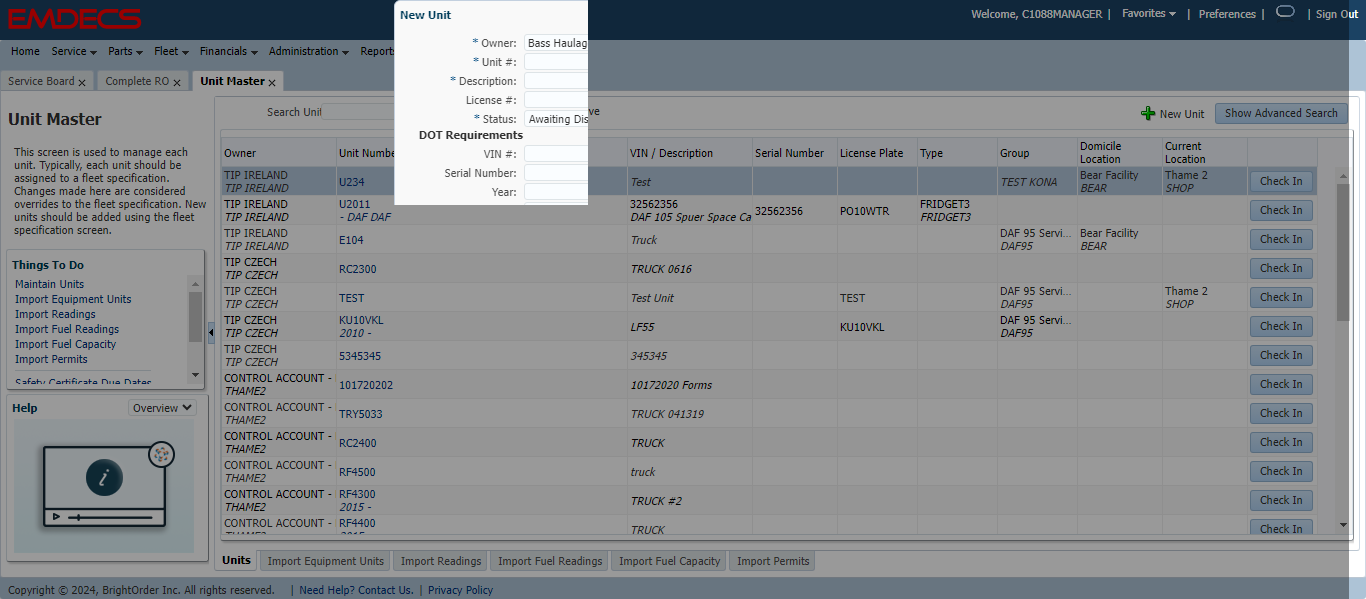 EMDECS
Welcome, C1088MANAGER | Favorites | Preferences | | Sign Out
Home Service Parts Fleet Financials Administration Report
Service Board x Complete RO x Unit Master x
New Unit
* Owner: Bass Haulag
* Unit #:
* Description:
License #:
* Status: Awaiting Dis
DOT Requirements
VIN #:
Serial Number:
Year:
Unit Master
This screen is used to manage each
unit. Typically, each unit should be
assigned to a fleet specification.
Changes made here are considered
overrides to the fleet specification. New
units should be added using the fleet
specification screen.
Things To Do
Maintain Units
Import Equipment Units
Import Readings
Import Fuel Readings
Import Fuel Capacity
Import Permits
Safety Certificate Due Dates
Help Overview
i
Search Unit ve New Unit Show Advanced Search
Owner Unit Numbe VIN / Description Serial Number License Plate Type Group Domicile Location Current Location
TIP IRELAND Bear Facility Thame 2
TIP IRELAND U234 Test TEST KONA BEAR SHOP Check In
TIP IRELAND U2011 32562356 FRIDGET3
TIP IRELAND - DAF DAF DAF 105 Spuer Space Ca 32562356 PO10WTR FRIDGET3 Check In
TIP IRELAND DAF 95 Servi... Bear Facility
TIP IRELAND E104 Truck DAF95 BEAR Check In
TIP CZECH
TIP CZECH RC2300 TRUCK 0616 Check In
TIP CZECH DAF 95 Servi... Thame 2
TIP CZECH TEST Test Unit TEST DAF95 SHOP Check In
TIP CZECH KU10VKL DAF 95 Servi...
TIP CZECH 2010 - LF55 KU10VKL DAF95 Check In
TIP CZECH
TIP CZECH 5345345 345345 Check In
CONTROL ACCOUNT -
THAME2 101720202 10172020 Forms Check In
CONTROL ACCOUNT -
THAME2 TRY5033 TRUCK 041319 Check In
CONTROL ACCOUNT -
THAME2 RC2400 TRUCK Check In
CONTROL ACCOUNT -
THAME2 RF4500 truck Check In
CONTROL ACCOUNT - RF4300
THAME2 2015 - TRUCK #2 Check In
CONTROL ACCOUNT - RF4400
THAME2 2015 - TRUCK Check In
Units Import Equipment Units Import Readings Import Fuel Readings Import Fuel Capacity Import Permits
Copyright © 2024, BrightOrder Inc. All rights reserved. | Need Help? Contact Us. | Privacy Policy